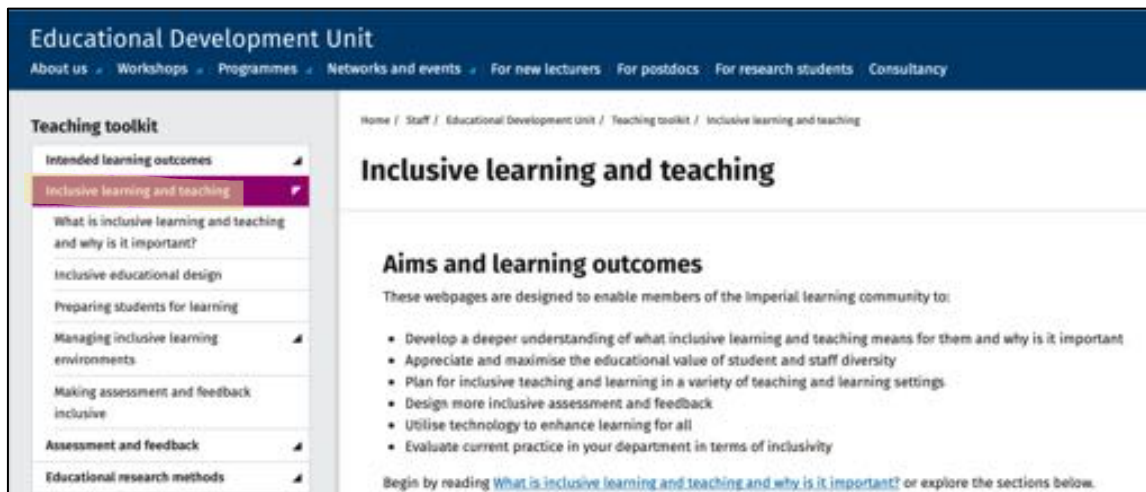 Educational Development Unit
About us Workshops Programmes Networks and events For new lecturers For postdocs For research students Consultancy
Teaching toolkit
Intended learning outcomes
Inclusive learning and teaching
What is inclusive learning and teaching
and why is it important?
Inclusive educational design
Preparing students for learning
Managing inclusive learning
environments
Making assessment and feedback
inclusive
Assessment and feedback
Educational research methods
Home / Staff / Educational Development Unit / Teaching toolkit / Inclusive learning and teaching
Inclusive learning and teaching
Aims and learning outcomes
These webpages are designed to enable members of the Imperial learning community to:
• Develop a deeper understanding of what inclusive learning and teaching means for them and why is it important
• Appreciate and maximise the educational value of student and staff diversity
• Plan for inclusive teaching and learning in a variety of teaching and learning settings
• Design more inclusive assessment and feedback
• Utilise technology to enhance learning for all
• Evaluate current practice in your department in terms of inclusivity
Begin by reading What is inclusive learning and teaching and why is it important? or explore the sections below.